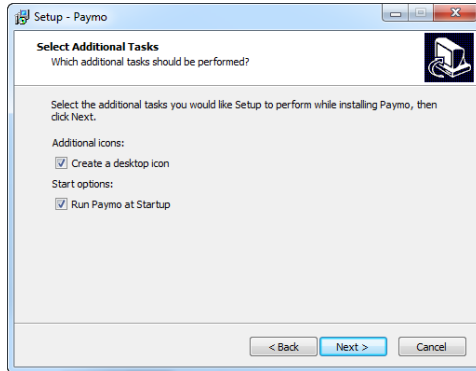 Setup - Paymo
Select Additional Tasks
Which additional tasks should be performed?
Select the additional tasks you would like Setup to perform while installing Paymo, then
click Next.
Additional icons:
Create a desktop icon
Start options:
Run Paymo at Startup
< Back
Next >
Cancel